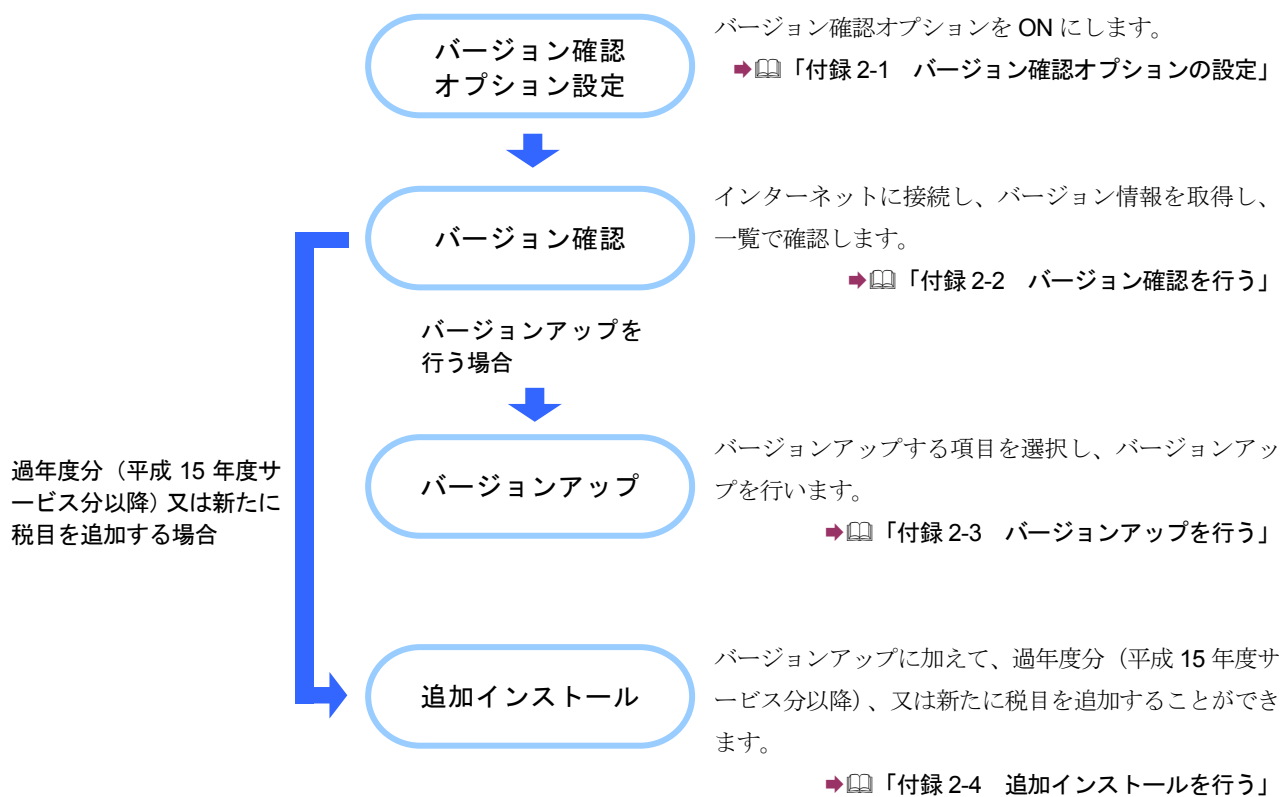 バージョン確認
オプション設定
バージョン確認オプションを ON にします。
「付録 2-1　バージョン確認オプションの設定」
バージョン確認
インターネットに接続し、バージョン情報を取得し、
一覧で確認します。
「付録 2-2　バージョン確認を行う」
バージョンアップを
行う場合
過年度分（平成 15 年度サ
ービス分以降）又は新たに
税目を追加する場合
バージョンアップ
バージョンアップする項目を選択し、バージョンアッ
プを行います。
「付録 2-3　バージョンアップを行う」
追加インストール
バージョンアップに加えて、過年度分（平成 15 年度サ
ービス分以降）、又は新たに税目を追加することができ
ます。
「付録 2-4　追加インストールを行う」